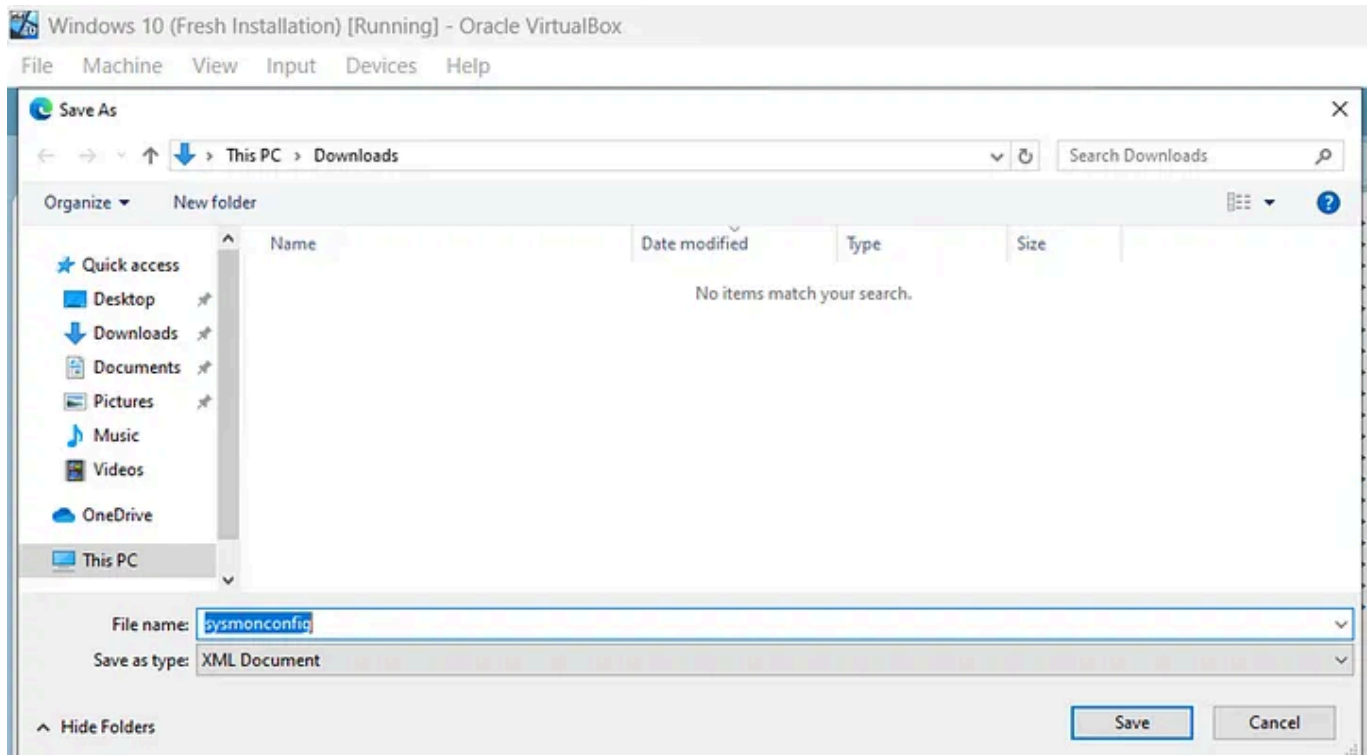 Windows 10 (Fresh Installation) [Running] - Oracle VirtualBox
File Machine View Input Devices Help
Save As
This PC > Downloads
Search Downloads
Organize New folder
Name Date modified Type Size
No items match your search.
Quick access
Desktop
Downloads
Documents
Pictures
Music
Videos
OneDrive
This PC
File name: sysmonconfig
Save as type: XML Document
Hide Folders
Save Cancel